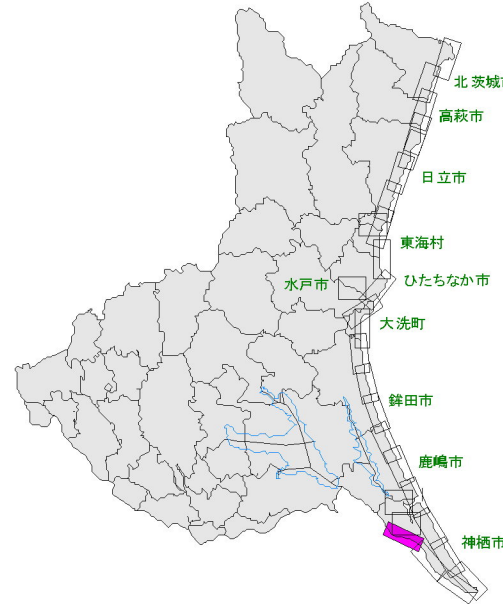 北茨城市
高萩市
日立市
東海村
ひたちなか市
水戸市
大洗町
鉾田市
鹿嶋市
神栖市